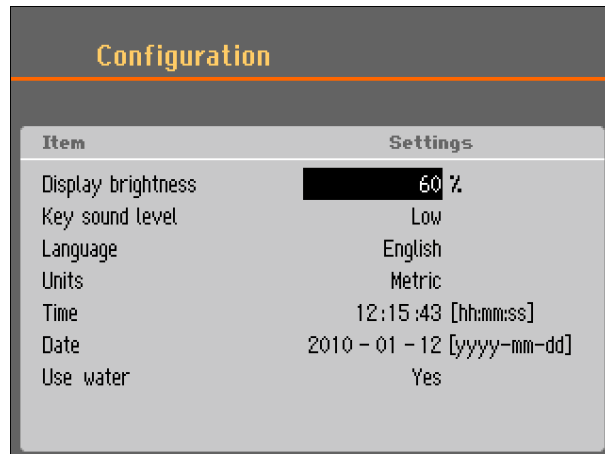 Configuration
Item Settings
Display brightness 60 %
Key sound level Low
Language English
Units Metric
Time 12:15:43 [hh:mm:ss]
Date 2010 - 01 - 12 [yyyy-mm-dd]
Use water Yes